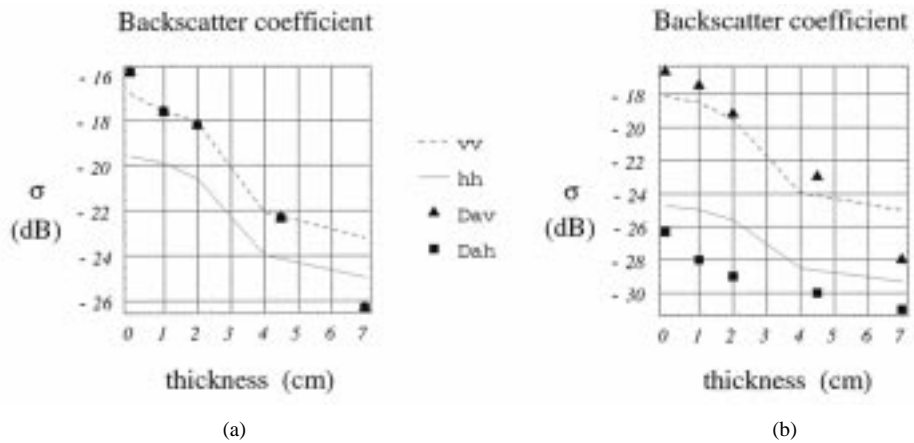 Backscatter coefficient
- 16
- 18
- 20
- 22
- 24
- 26
σ
(dB)
0 1 2 3 4 5 6 7
thickness (cm)
(a)
vv
hh
Dav
Dah
Backscatter coefficient
- 18
- 20
- 22
- 24
- 26
- 28
- 30
σ
(dB)
0 1 2 3 4 5 6 7
thickness (cm)
(b)